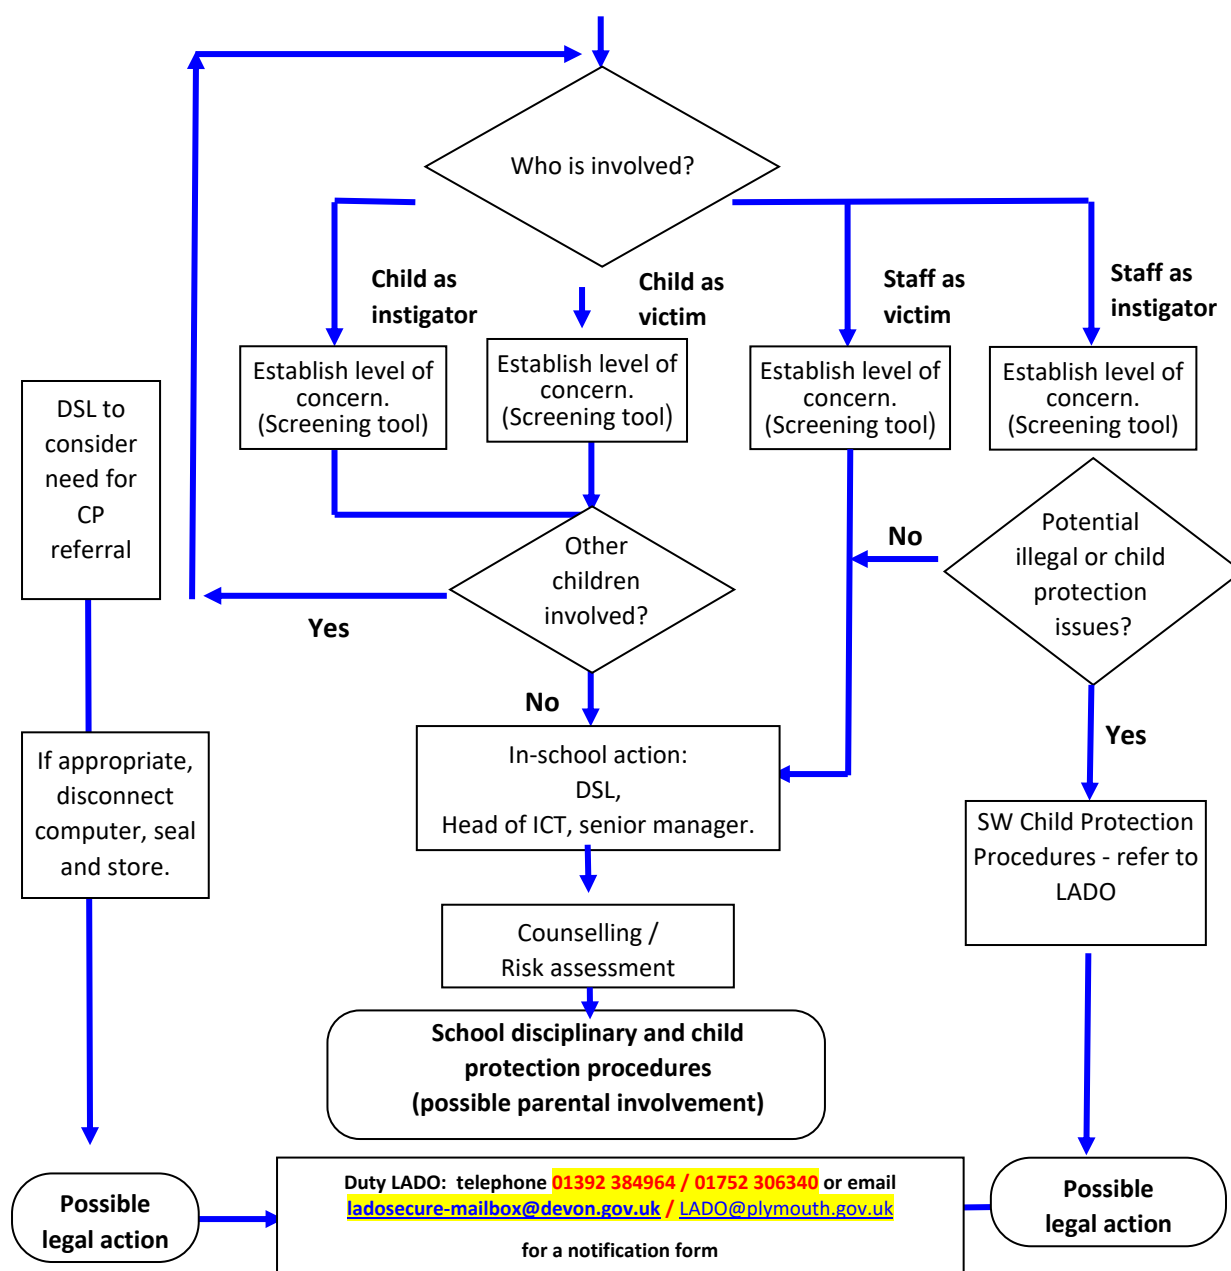 Who is involved?
Child as
instigator
Child as
victim
Staff as
victim
Staff as
instigator
Establish level of
concern.
(Screening tool)
Establish level of
concern.
(Screening tool)
Establish level of
concern.
(Screening tool)
Establish level of
concern.
(Screening tool)
DSL to
consider
need for
CP
referral
Other
children
involved?
No
Potential
illegal or child
protection
issues?
Yes
No
Yes
If appropriate,
disconnect
computer, seal
and store.
In-school action:
DSL,
Head of ICT, senior manager.
SW Child Protection
Procedures - refer to
LADO
Counselling /
Risk assessment
School disciplinary and child
protection procedures
(possible parental involvement)
Possible
legal action
Duty LADO: telephone 01392 384964 / 01752 306340 or email
ladosecure-mailbox@devon.gov.uk / LADO@plymouth.gov.uk
for a notification form
Possible
legal action